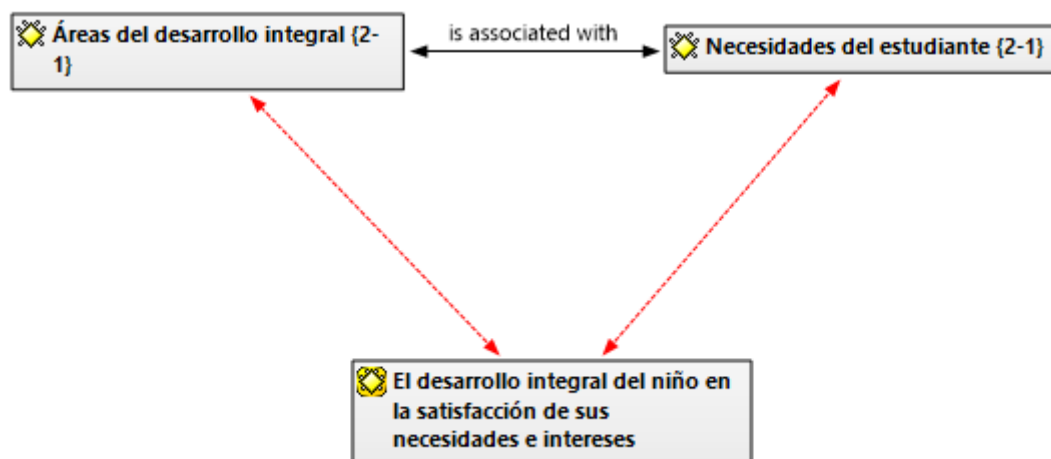 Áreas del desarrollo integral {2-
1}
is associated with
Necesidades del estudiante {2-1}
El desarrollo integral del niño en
la satisfacción de sus
necesidades e intereses